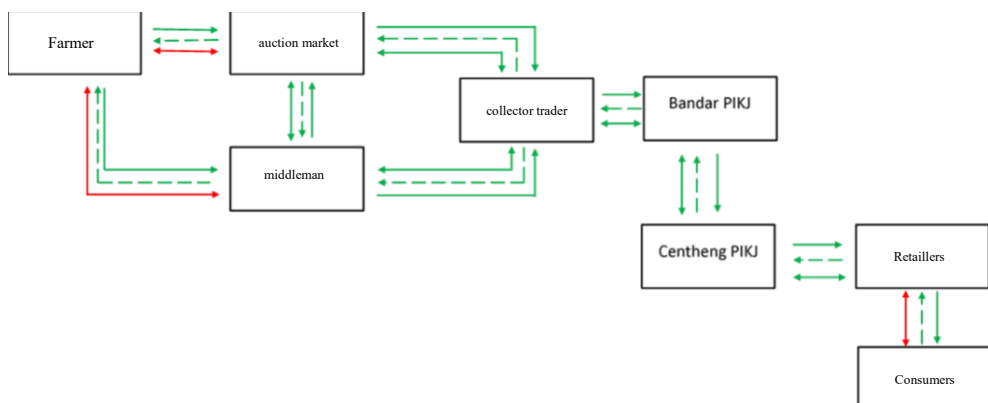 Farmer
auction market
collector trader
Bandar PIKJ
middleman
Centheng PIKJ
Retaillers
Consumers